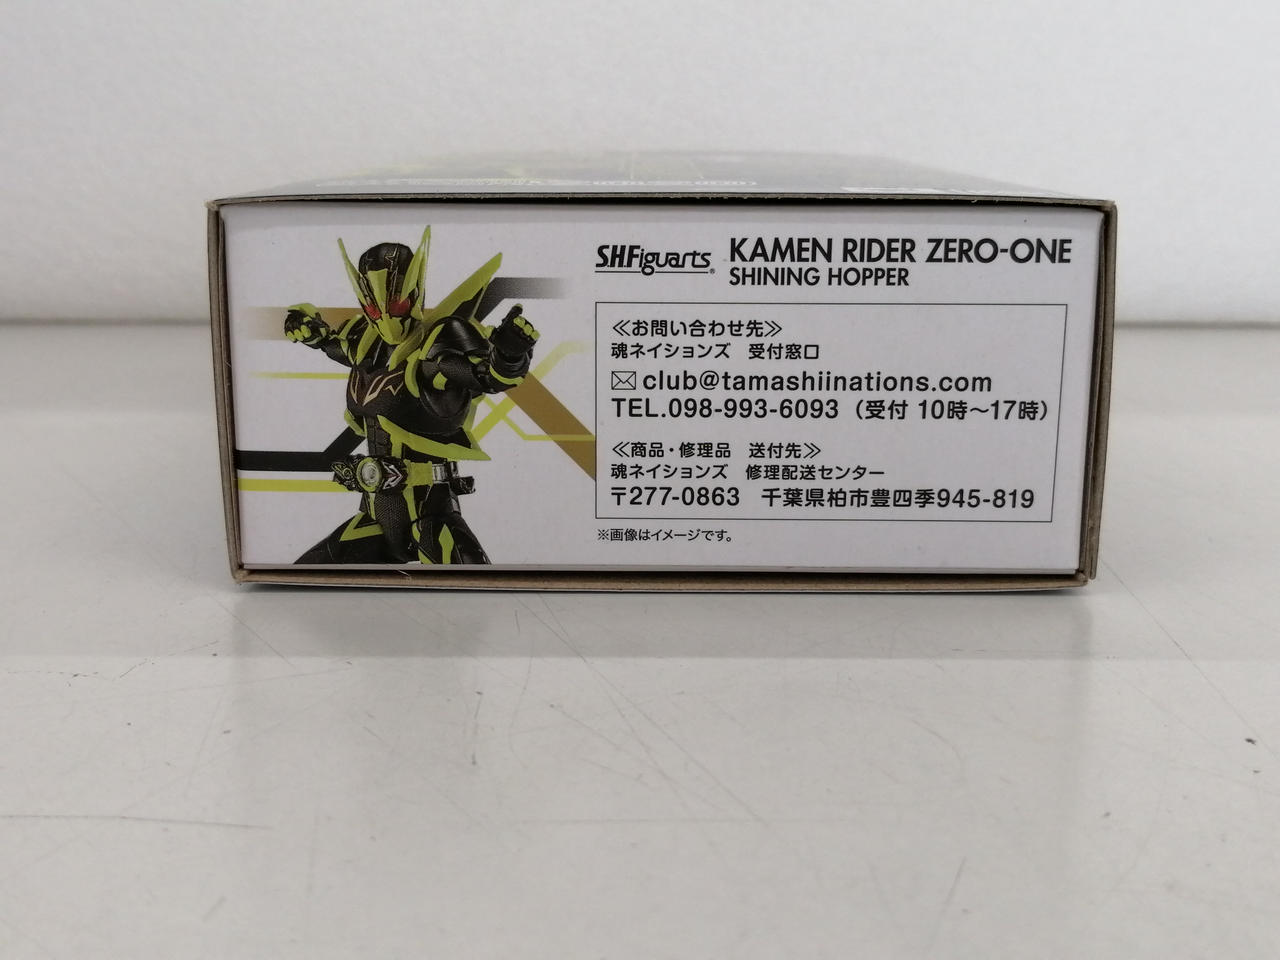 S.H.Figuarts
KAMEN RIDER ZERO-ONE
SHINING HOPPER
≪お問い合わせ先≫
魂ネイションズ 受付窓口
club@tamashiinations.com
TEL.098-993-6093（受付 10時～17時）
≪商品・修理品 送付先≫
魂ネイションズ 修理配送センター
〒277-0863 千葉県柏市豊四季945-819
※画像はイメージです。